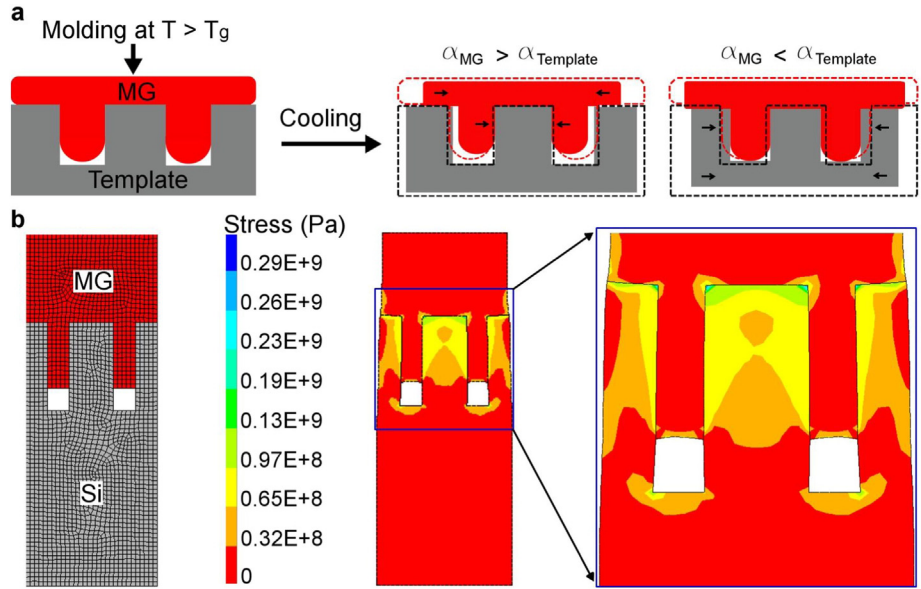 a
Molding at T > Tg
MG
Template
Cooling
αMG > αTemplate
αMG < αTemplate
b
MG
Si
Stress (Pa)
0.29E+9
0.26E+9
0.23E+9
0.19E+9
0.13E+9
0.97E+8
0.65E+8
0.32E+8
0